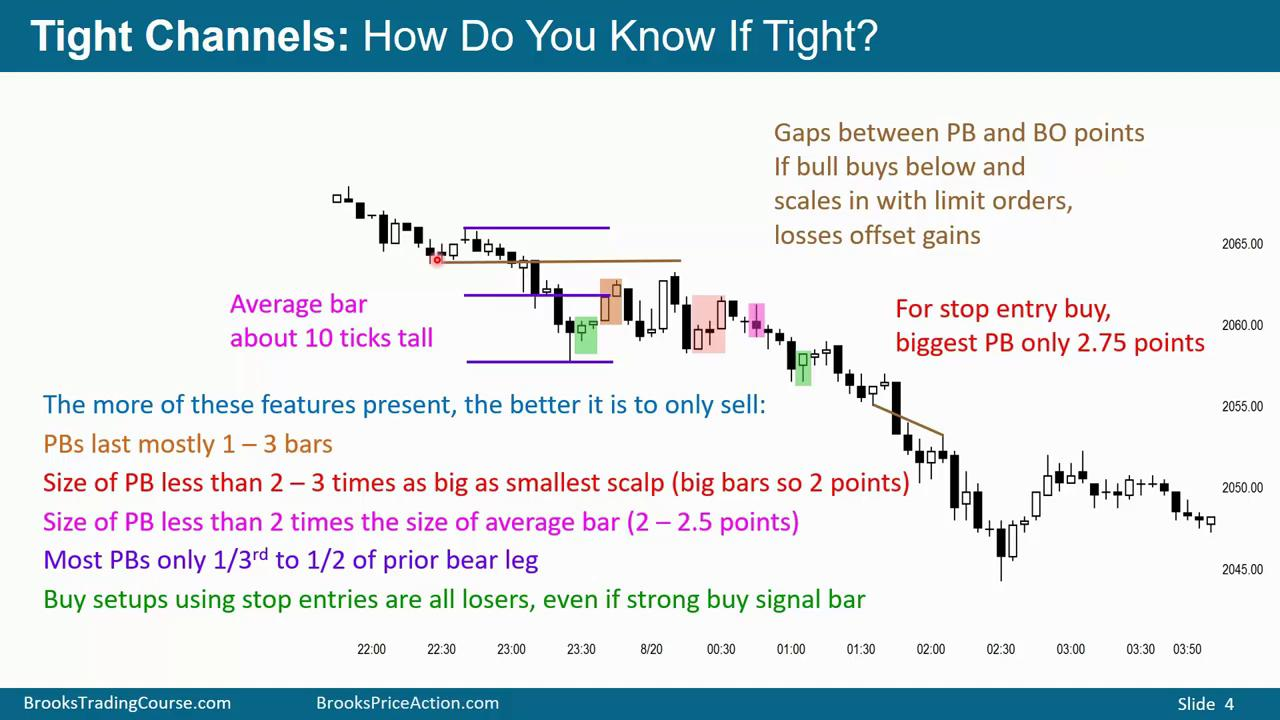 Tight Channels: How Do You Know If Tight?
Gaps between PB and BO points
If bull buys below and
scales in with limit orders,
losses offset gains
2065.00
Average bar
about 10 ticks tall
For stop entry buy,
biggest PB only 2.75 points
2060.00
2055.00
The more of these features present, the better it is to only sell:
PBs last mostly 1 – 3 bars
Size of PB less than 2 – 3 times as big as smallest scalp (big bars so 2 points)
2050.00
Size of PB less than 2 times the size of average bar (2 – 2.5 points)
Most PBs only 1/3rd to 1/2 of prior bear leg
2045.00
Buy setups using stop entries are all losers, even if strong buy signal bar
22:00 22:30 23:00 23:30 8/20 00:30 01:00 01:30 02:00 02:30 03:00 03:30 03:50
BrooksTradingCourse.com BrooksPriceAction.com Slide 4